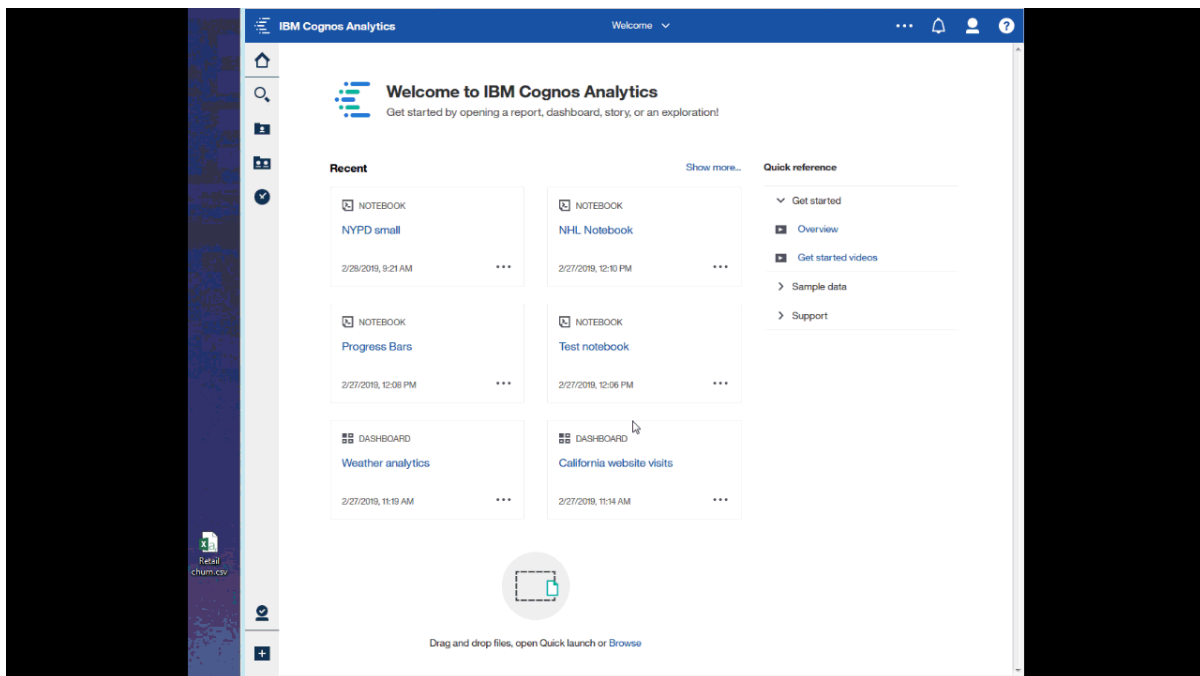 IBM Cognos Analytics
Welcome
Welcome to IBM Cognos Analytics
Get started by opening a report, dashboard, story, or an exploration!
Recent
Show more...
NOTEBOOK
NYPD small
2/28/2019, 9:21 AM
NOTEBOOK
NHL Notebook
2/27/2019, 12:10 PM
NOTEBOOK
Progress Bars
2/27/2019, 12:08 PM
NOTEBOOK
Test notebook
2/27/2019, 12:06 PM
DASHBOARD
Weather analytics
2/27/2019, 11:19 AM
DASHBOARD
California website visits
2/27/2019, 11:14 AM
Quick reference
Get started
Overview
Get started videos
Sample data
Support
Retail
churn.csv
Drag and drop files, open Quick launch or Browse